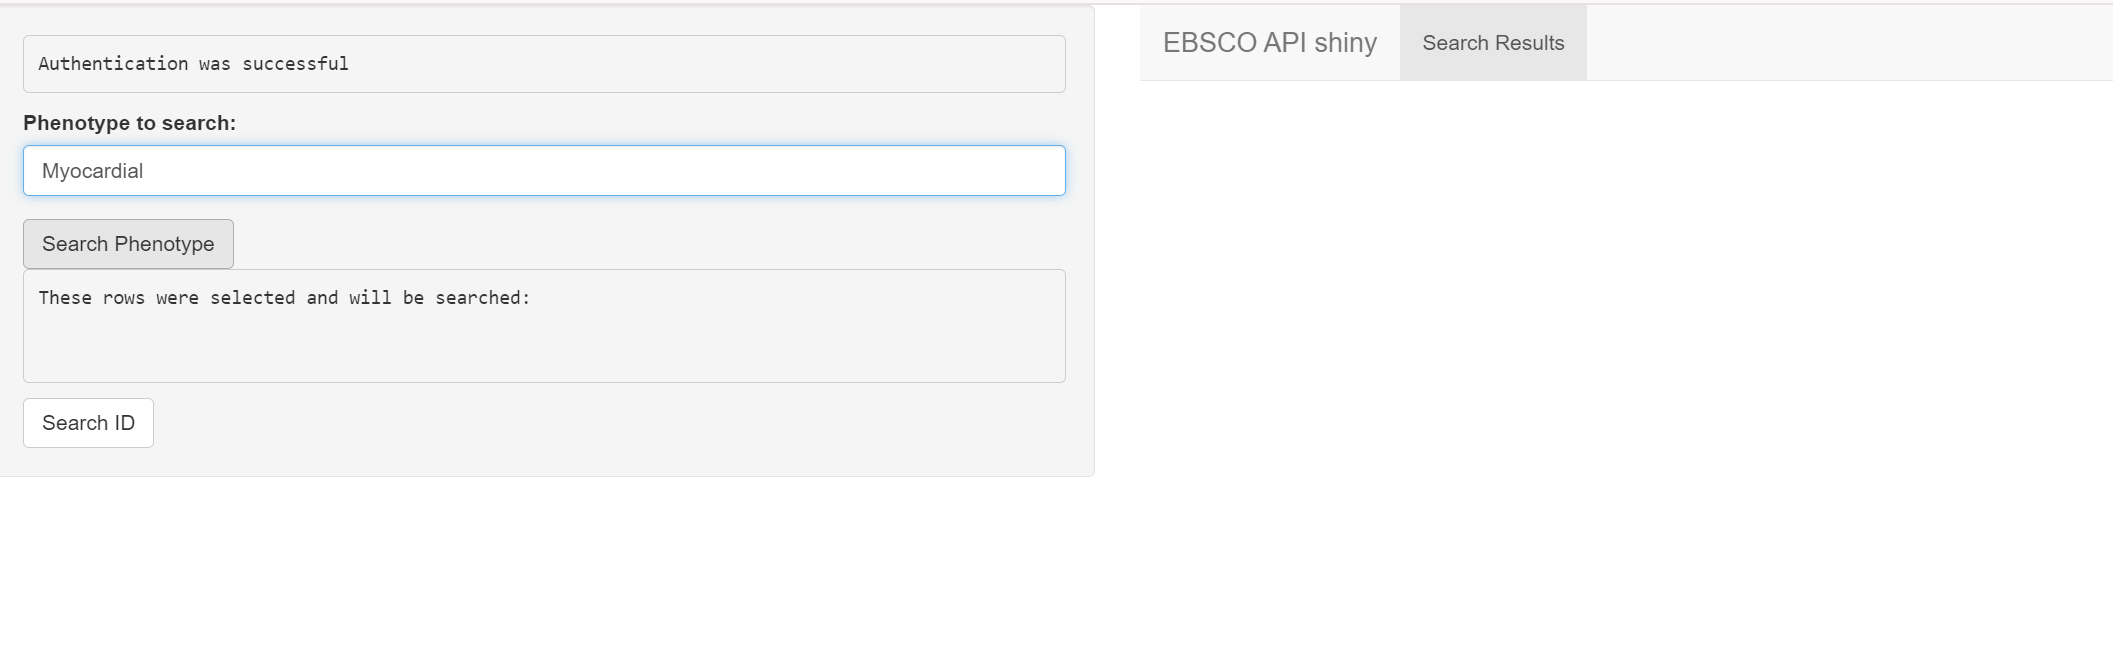 Authentication was successful
Phenotype to search:
Myocardial
Search Phenotype
These rows were selected and will be searched:
Search ID
EBSCO API shiny
Search Results